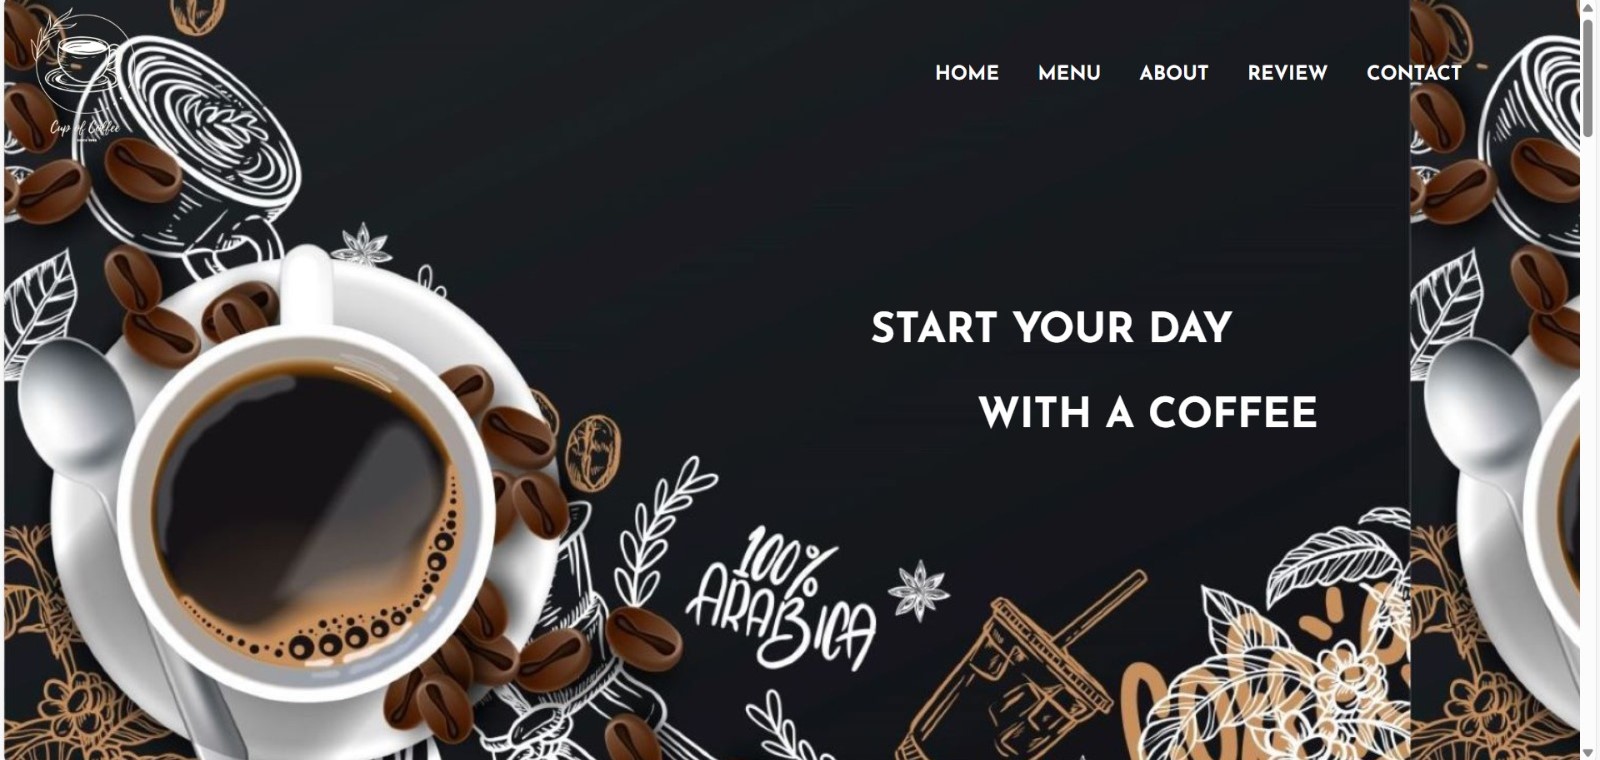 Cup of Coffee
HOME MENU ABOUT REVIEW CONTACT
START YOUR DAY
WITH A COFFEE
100%
ARABICA